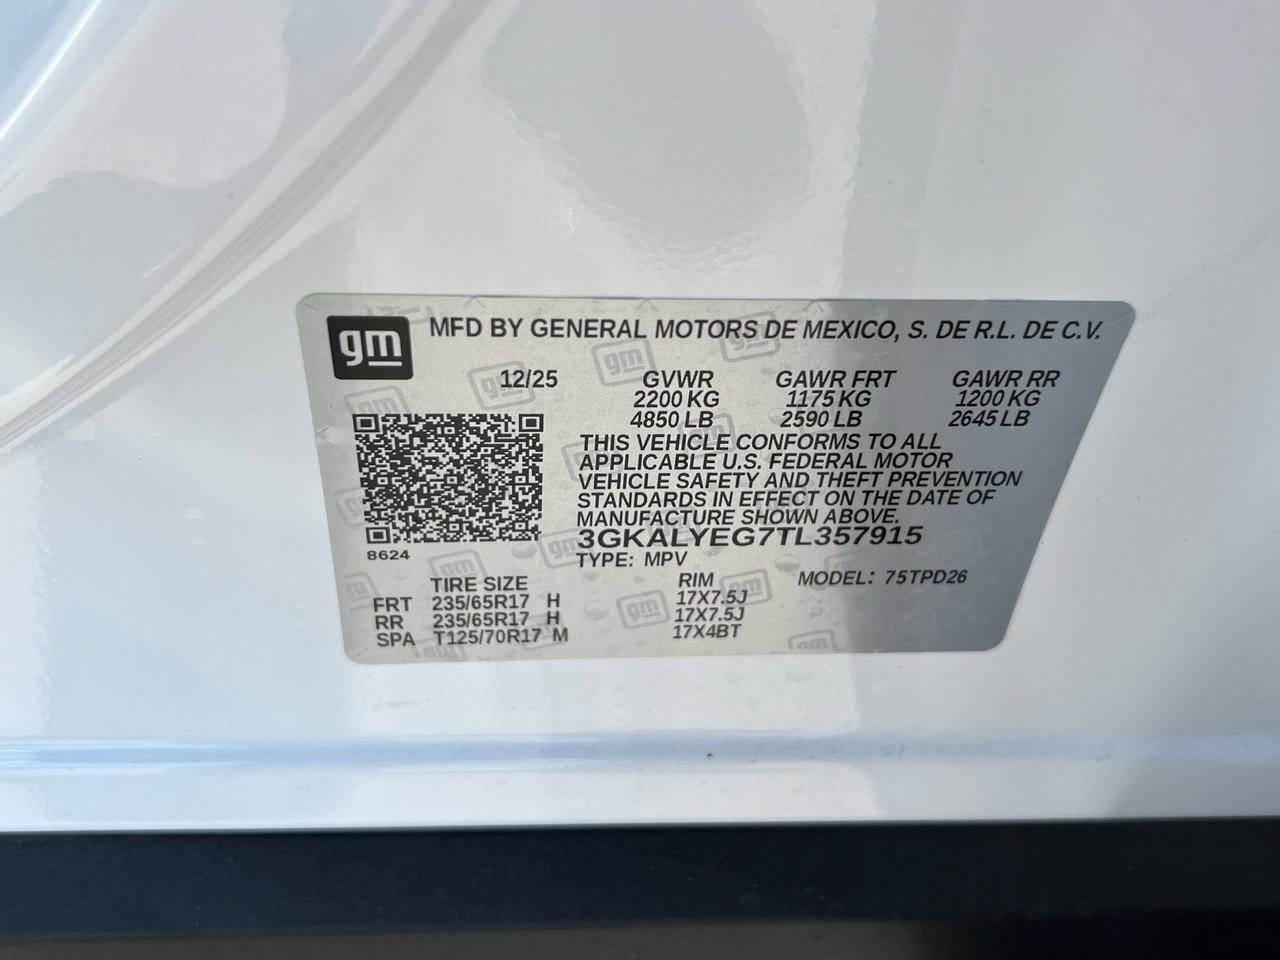 gm MFD BY GENERAL MOTORS DE MEXICO, S. DE R.L. DE C.V.
12/25 GVWR GAWR FRT GAWR RR
2200 KG 1175 KG 1200 KG
4850 LB 2590 LB 2645 LB
THIS VEHICLE CONFORMS TO ALL
APPLICABLE U.S. FEDERAL MOTOR
VEHICLE SAFETY AND THEFT PREVENTION
STANDARDS IN EFFECT ON THE DATE OF
MANUFACTURE SHOWN ABOVE.
3GKALYEG7TL357915
8624
TYPE: MPV
TIRE SIZE RIM MODEL: 75TPD26
FRT 235/65R17 H 17X7.5J
RR 235/65R17 H 17X7.5J
SPA T125/70R17 M 17X4BT